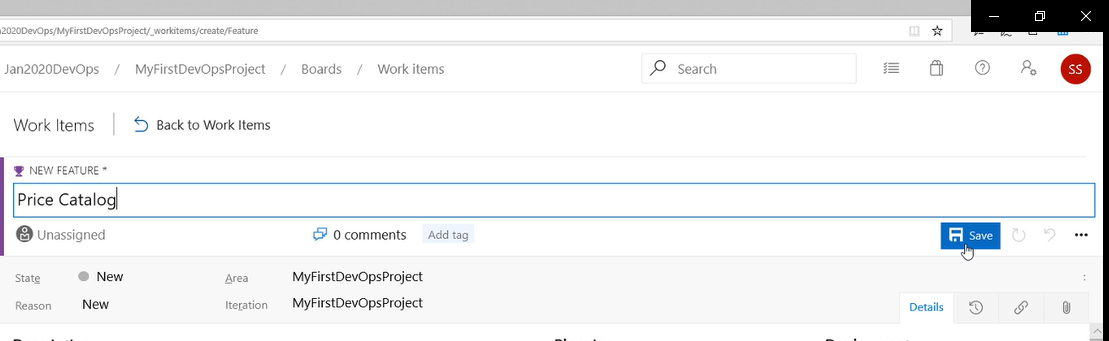 2020DevOps/MyFirstDevOpsProject/_workitems/create/Feature
Jan2020DevOps / MyFirstDevOpsProject / Boards / Work items
Search
SS
Work Items
Back to Work Items
NEW FEATURE *
Price Catalog
Unassigned
0 comments
Add tag
Save
State
New
Area
MyFirstDevOpsProject
Reason
New
Iteration
MyFirstDevOpsProject
Details